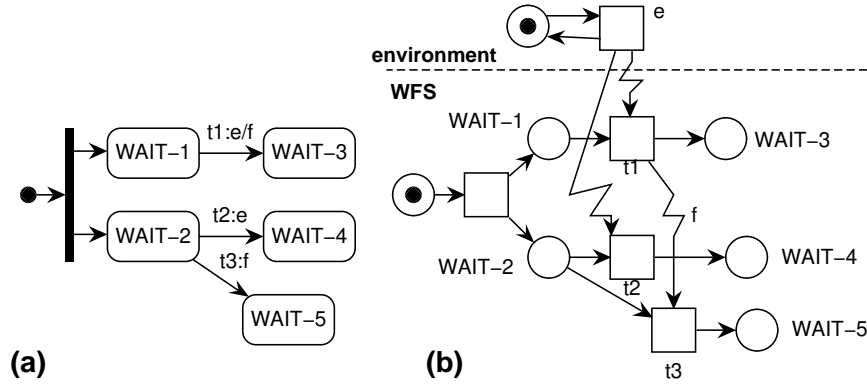 e
environment
WFS
WAIT−1
t1:e/f
WAIT−3
WAIT−2
t2:e
WAIT−4
t3:f
WAIT−5
(a)
WAIT−1
t1
WAIT−3
f
WAIT−2
t2
WAIT−4
t3
WAIT−5
(b)